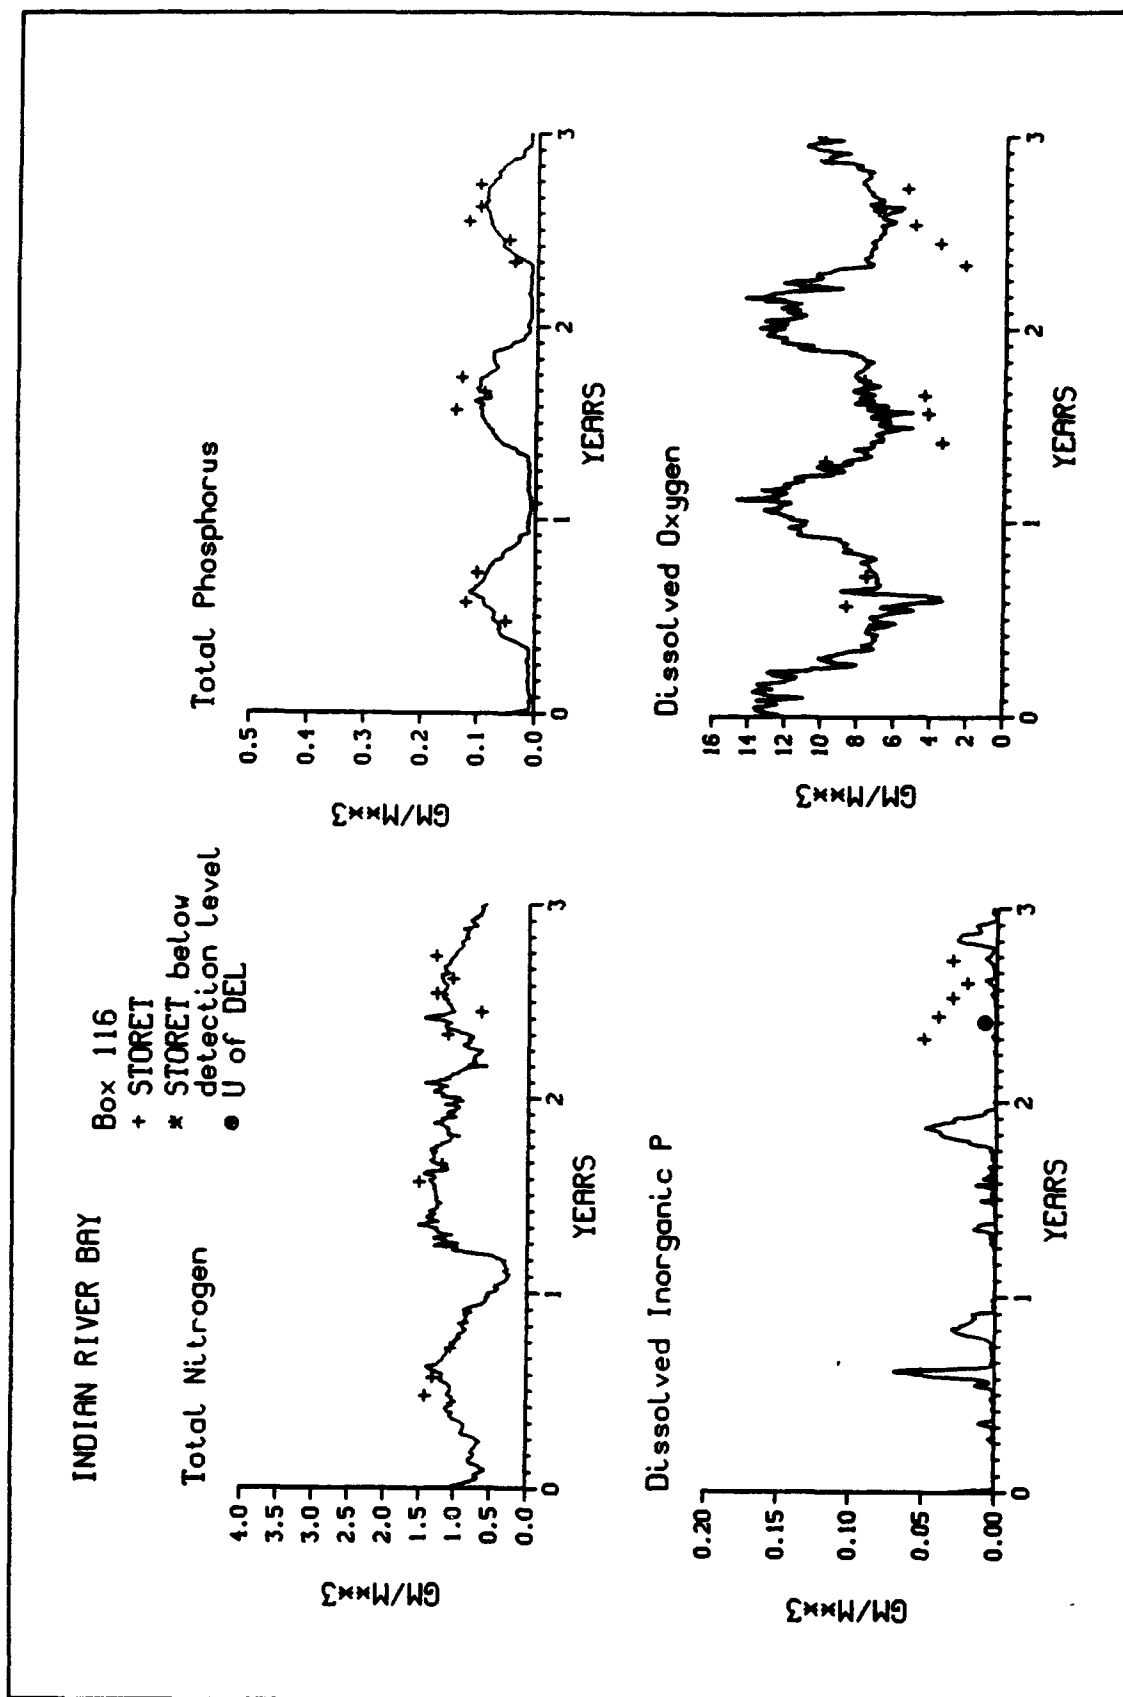 INDIAN RIVER BAY
Box 116
+ STORET
* STORET below
detection level
● U of DEL
Total Nitrogen
GM/M**3
4.0
3.5
3.0
2.5
2.0
1.5
1.0
0.5
0.0
0 1 2 3
YEARS
Total Phosphorus
GM/M**3
0.5
0.4
0.3
0.2
0.1
0.0
0 1 2 3
YEARS
Dissolved Inorganic P
GM/M**3
0.20
0.15
0.10
0.05
0.00
0 1 2 3
YEARS
Dissolved Oxygen
GM/M**3
16
14
12
10
8
6
4
2
0
0 1 2 3
YEARS